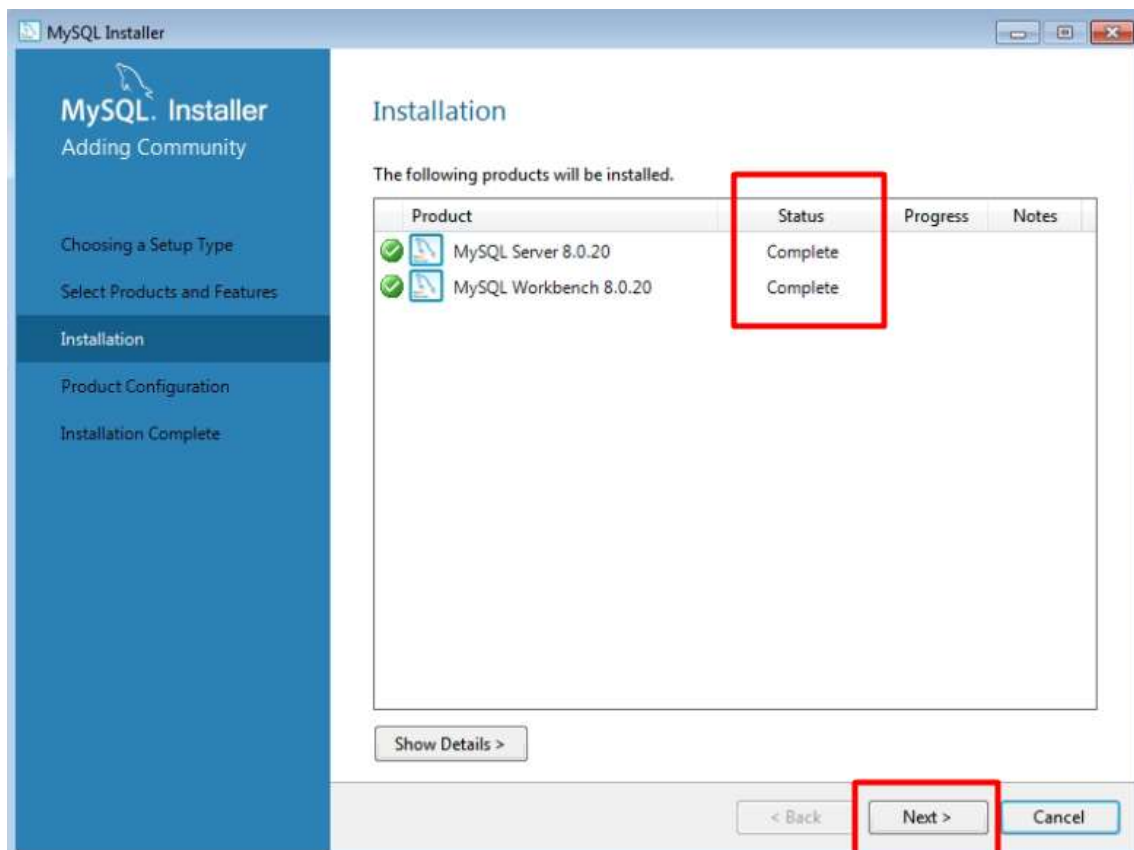 MySQL Installer
MySQL. Installer
Adding Community
Choosing a Setup Type
Select Products and Features
Installation
Product Configuration
Installation Complete
Installation
The following products will be installed.
Product Status Progress Notes
MySQL Server 8.0.20 Complete
MySQL Workbench 8.0.20 Complete
Show Details >
< Back Next > Cancel